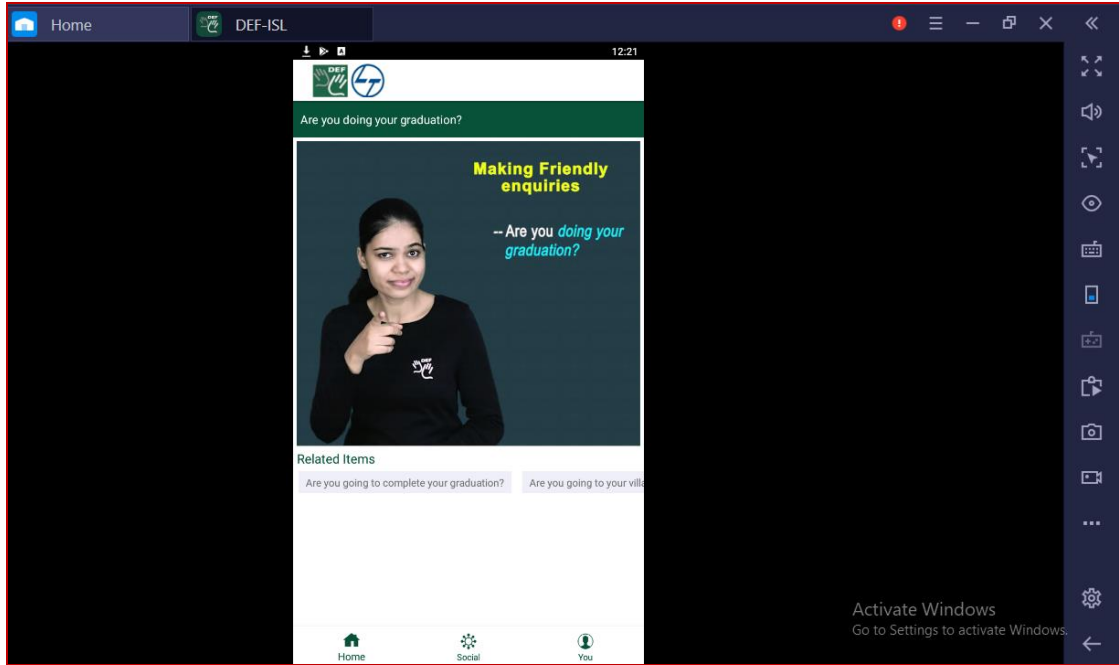 Home
DEF-ISL
12:21
DEF
LT
Are you doing your graduation?
Making Friendly
enquiries
-- Are you doing your
graduation?
DEF
Related Items
Are you going to complete your graduation?
Are you going to your villa
Activate Windows
Go to Settings to activate Windows.
Home
Social
You